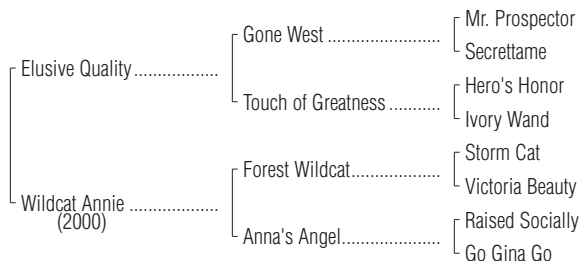 Mr. Prospector
Gone West ........................
Secrettame
Elusive Quality ..................
Hero's Honor
Touch of Greatness ...........
Ivory Wand
Storm Cat
Forest Wildcat...................
Victoria Beauty
Wildcat Annie ...................
(2000)
Raised Socially
Anna's Angel.....................
Go Gina Go